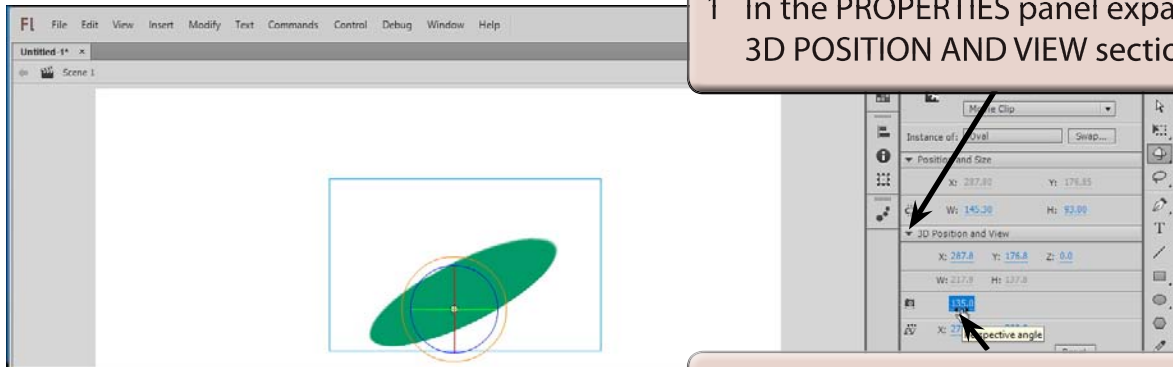 1 In the PROPERTIES panel expa
3D POSITION AND VIEW sectio
Fl File Edit View Insert Modify Text Commands Control Debug Window Help
Untitled-1* ×
Scene 1
Movie Clip
Instance of: Oval Swap...
Position and Size
X: 287.80 Y: 176.85
W: 145.30 H: 93.00
3D Position and View
X: 287.8 Y: 176.8 Z: 0.0
W: 217.9 H: 137.8
135.0
X: 27
Perspective angle
T